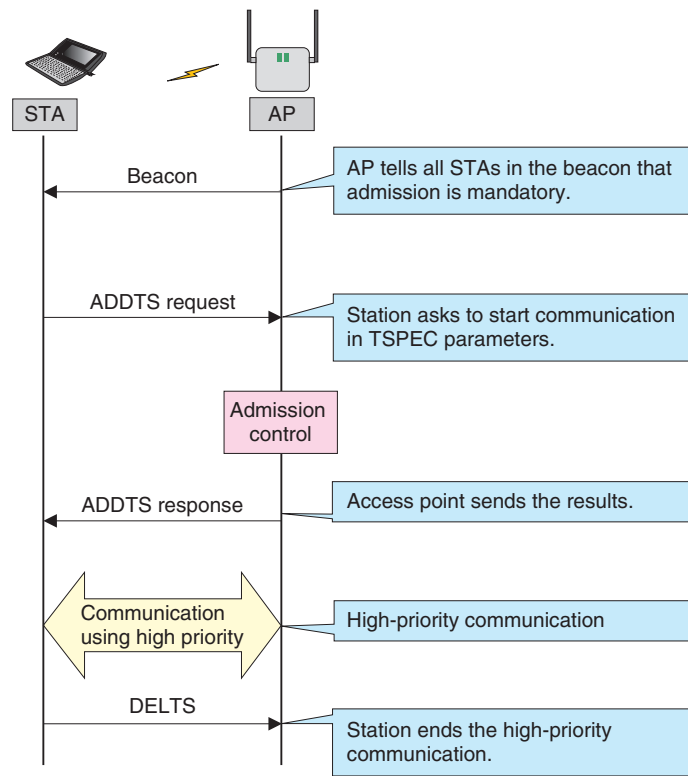 STA
AP
Beacon
AP tells all STAs in the beacon that
admission is mandatory.
ADDTS request
Station asks to start communication
in TSPEC parameters.
Admission
control
ADDTS response
Access point sends the results.
Communication
using high priority
High-priority communication
DELTS
Station ends the high-priority
communication.